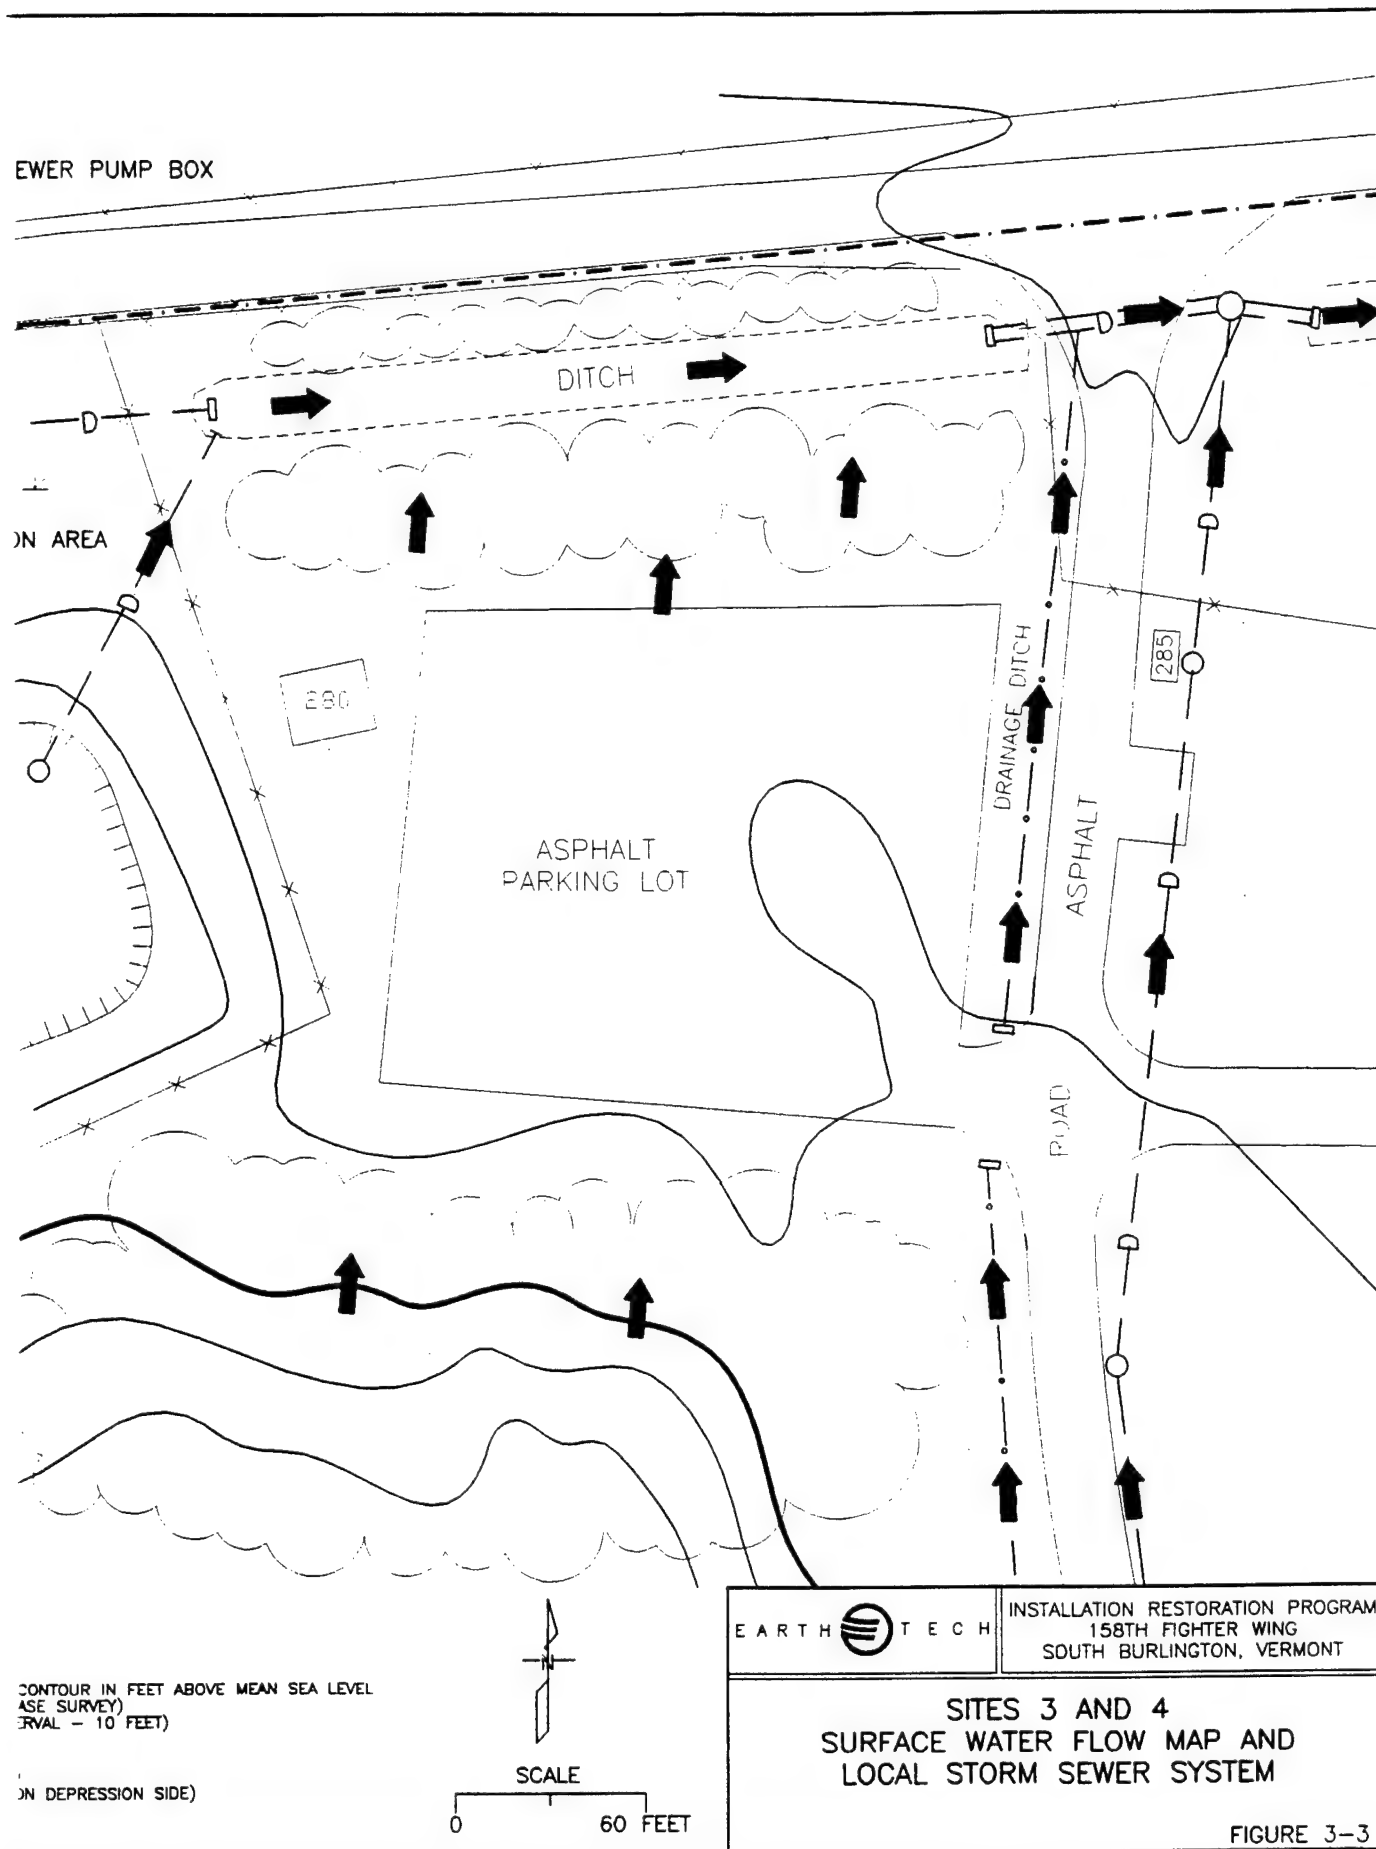 EWER PUMP BOX
DITCH
ON AREA
280
285
DRAINAGE DITCH
ASPHALT
PARKING LOT
ASPHALT
ROAD
N
EARTH TECH
INSTALLATION RESTORATION PROGRAM
158TH FIGHTER WING
SOUTH BURLINGTON, VERMONT
CONTOUR IN FEET ABOVE MEAN SEA LEVEL
ASE SURVEY)
ERVAL - 10 FEET)
ON DEPRESSION SIDE)
SCALE
0 60 FEET
SITES 3 AND 4
SURFACE WATER FLOW MAP AND
LOCAL STORM SEWER SYSTEM
FIGURE 3-3